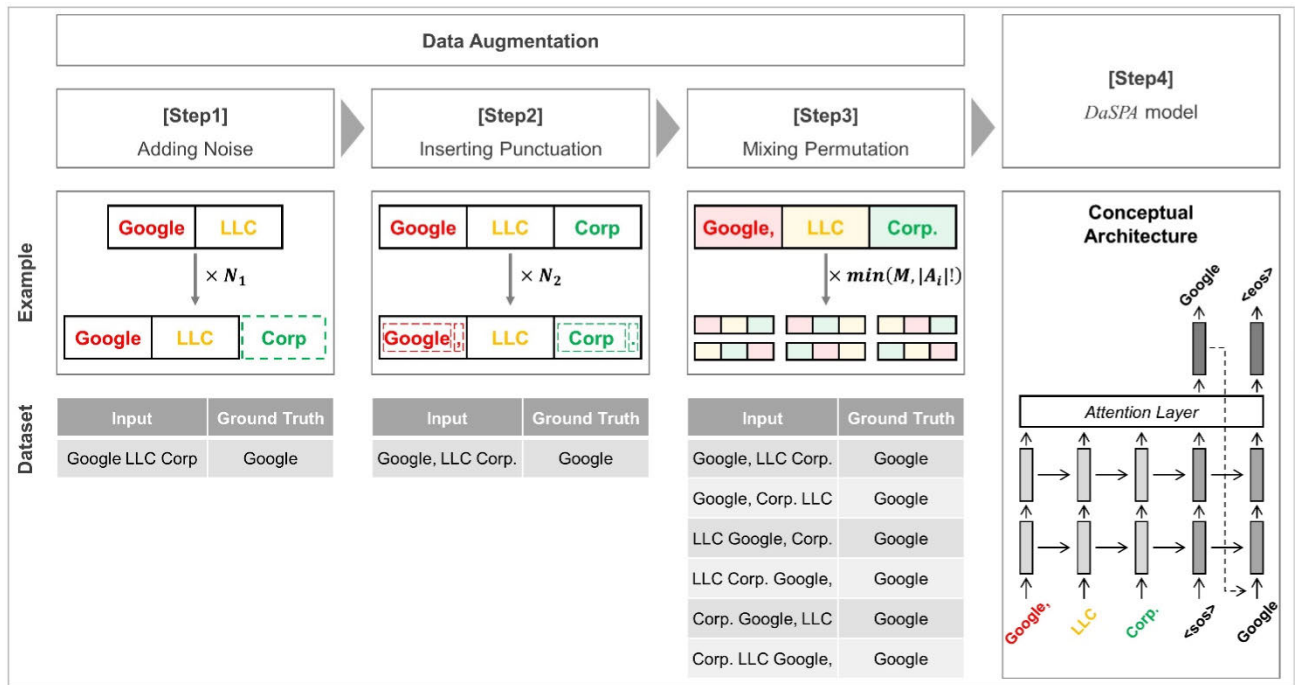 Data Augmentation
[Step1]
Adding Noise
[Step2]
Inserting Punctuation
[Step3]
Mixing Permutation
[Step4]
DaSPA model
Example
Google LLC
× N₁
Google LLC Corp
Google LLC Corp
× N₂
Google , LLC Corp .
Google, LLC Corp.
× min(M, |Aᵢ|!)
Dataset
Input Ground Truth
Google LLC Corp Google
Input Ground Truth
Google, LLC Corp. Google
Input Ground Truth
Google, LLC Corp. Google
Google, Corp. LLC Google
LLC Google, Corp. Google
LLC Corp. Google, Google
Corp. Google, LLC Google
Corp. LLC Google, Google
Conceptual
Architecture
Google <eos>
Attention Layer
Google, LLC Corp. <sos> Google